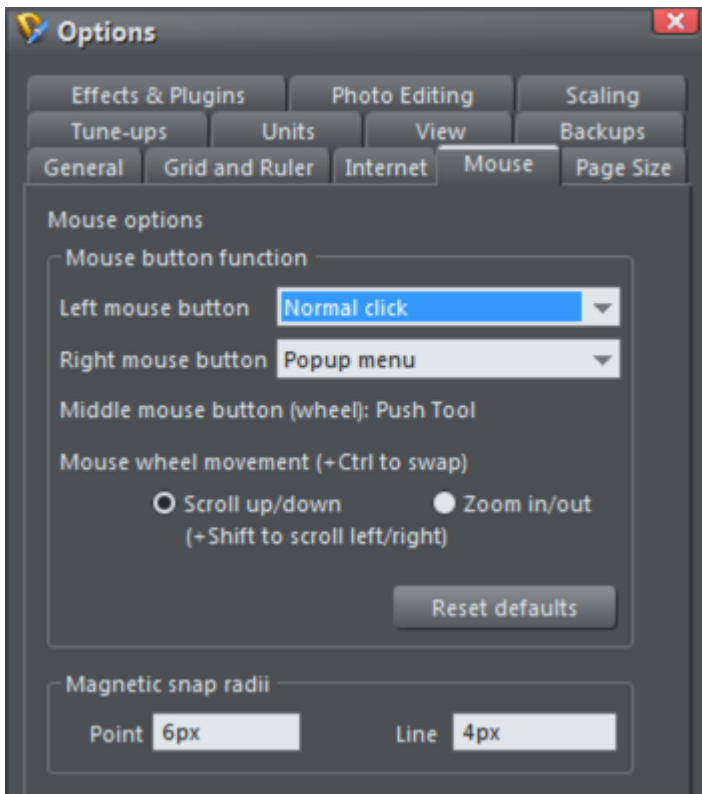 Options
Effects & Plugins Photo Editing Scaling
Tune-ups Units View Backups
General Grid and Ruler Internet Mouse Page Size
Mouse options
Mouse button function
Left mouse button Normal click
Right mouse button Popup menu
Middle mouse button (wheel): Push Tool
Mouse wheel movement (+Ctrl to swap)
Scroll up/down Zoom in/out
(+Shift to scroll left/right)
Reset defaults
Magnetic snap radii
Point 6px Line 4px